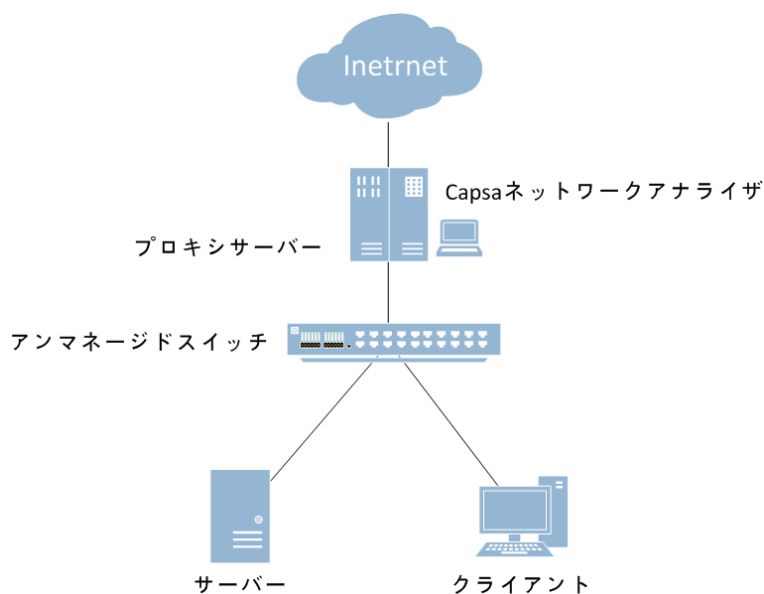 Inetrnet
Capsaネットワークアナライザ
プロキシサーバー
アンマネージドスイッチ
サーバー
クライアント